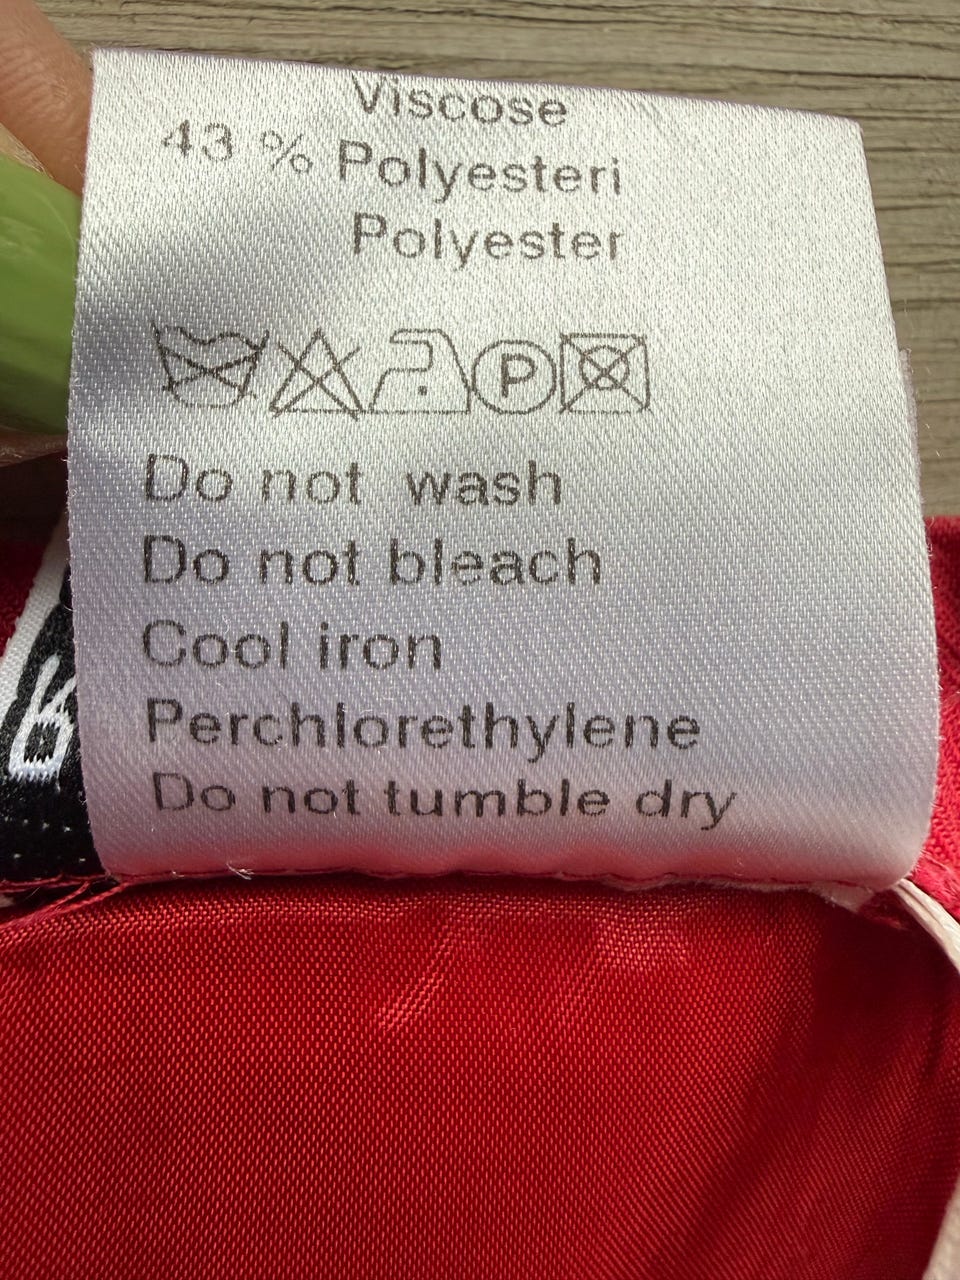 Viscose
43 % Polyesteri
Polyester
P
Do not wash
Do not bleach
Cool iron
Perchlorethylene
Do not tumble dry